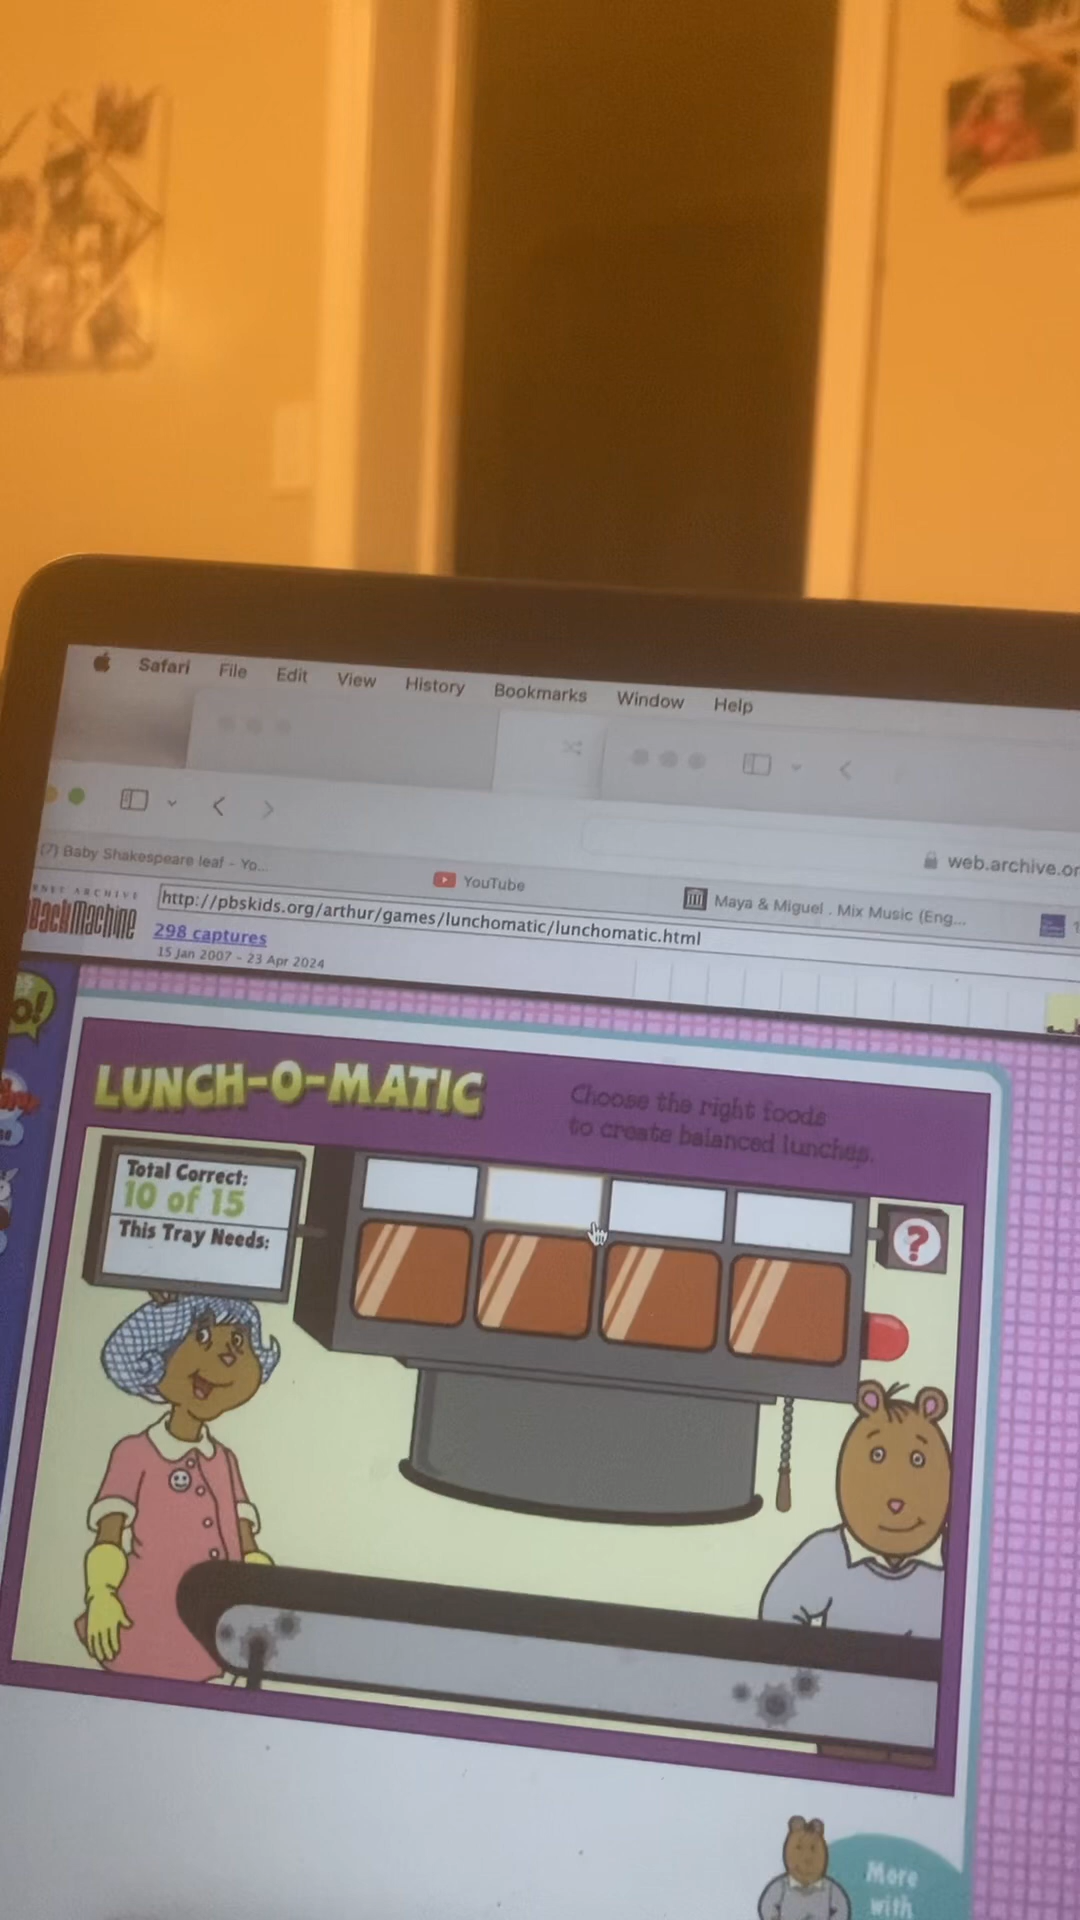 Safari File Edit View History Bookmarks Window Help
(7) Baby Shakespeare leaf - Yo...
YouTube
Maya & Miguel . Mix Music (Eng...
web.archive.or
ARCHIVE
BackMachine
http://pbskids.org/arthur/games/lunchomatic/lunchomatic.html
298 captures
15 Jan 2007 - 23 Apr 2024
LUNCH-O-MATIC
Choose the right foods
to create balanced lunches.
Total Correct:
10 of 15
This Tray Needs:
?
More
with